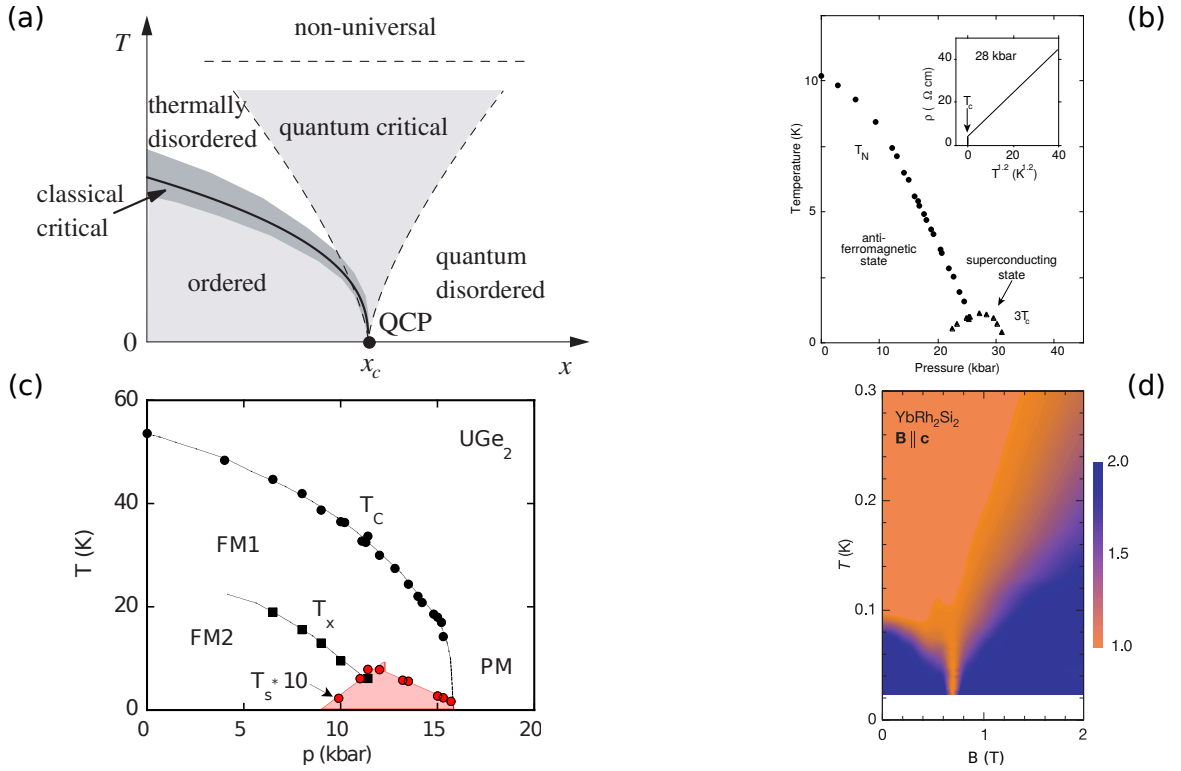 (a)
T
non-universal
thermally
disordered
quantum critical
classical
critical
ordered
quantum
disordered
QCP
0
x_c
x
(b)
Temperature (K)
10
5
0
T_N
anti-
ferromagnetic
state
superconducting
state
3T_c
0
10
20
30
40
Pressure (kbar)
28 kbar
T_c
ρ ( Ω cm)
40
20
0
0
20
40
T^1.2 (K^1.2)
(c)
T (K)
60
40
20
0
UGe_2
T_C
FM1
T_x
FM2
PM
T_s * 10
0
5
10
15
20
p (kbar)
(d)
T (K)
0.3
0.2
0.1
0
YbRh_2Si_2
B ∥ c
2.0
1.5
1.0
0
1
2
B (T)